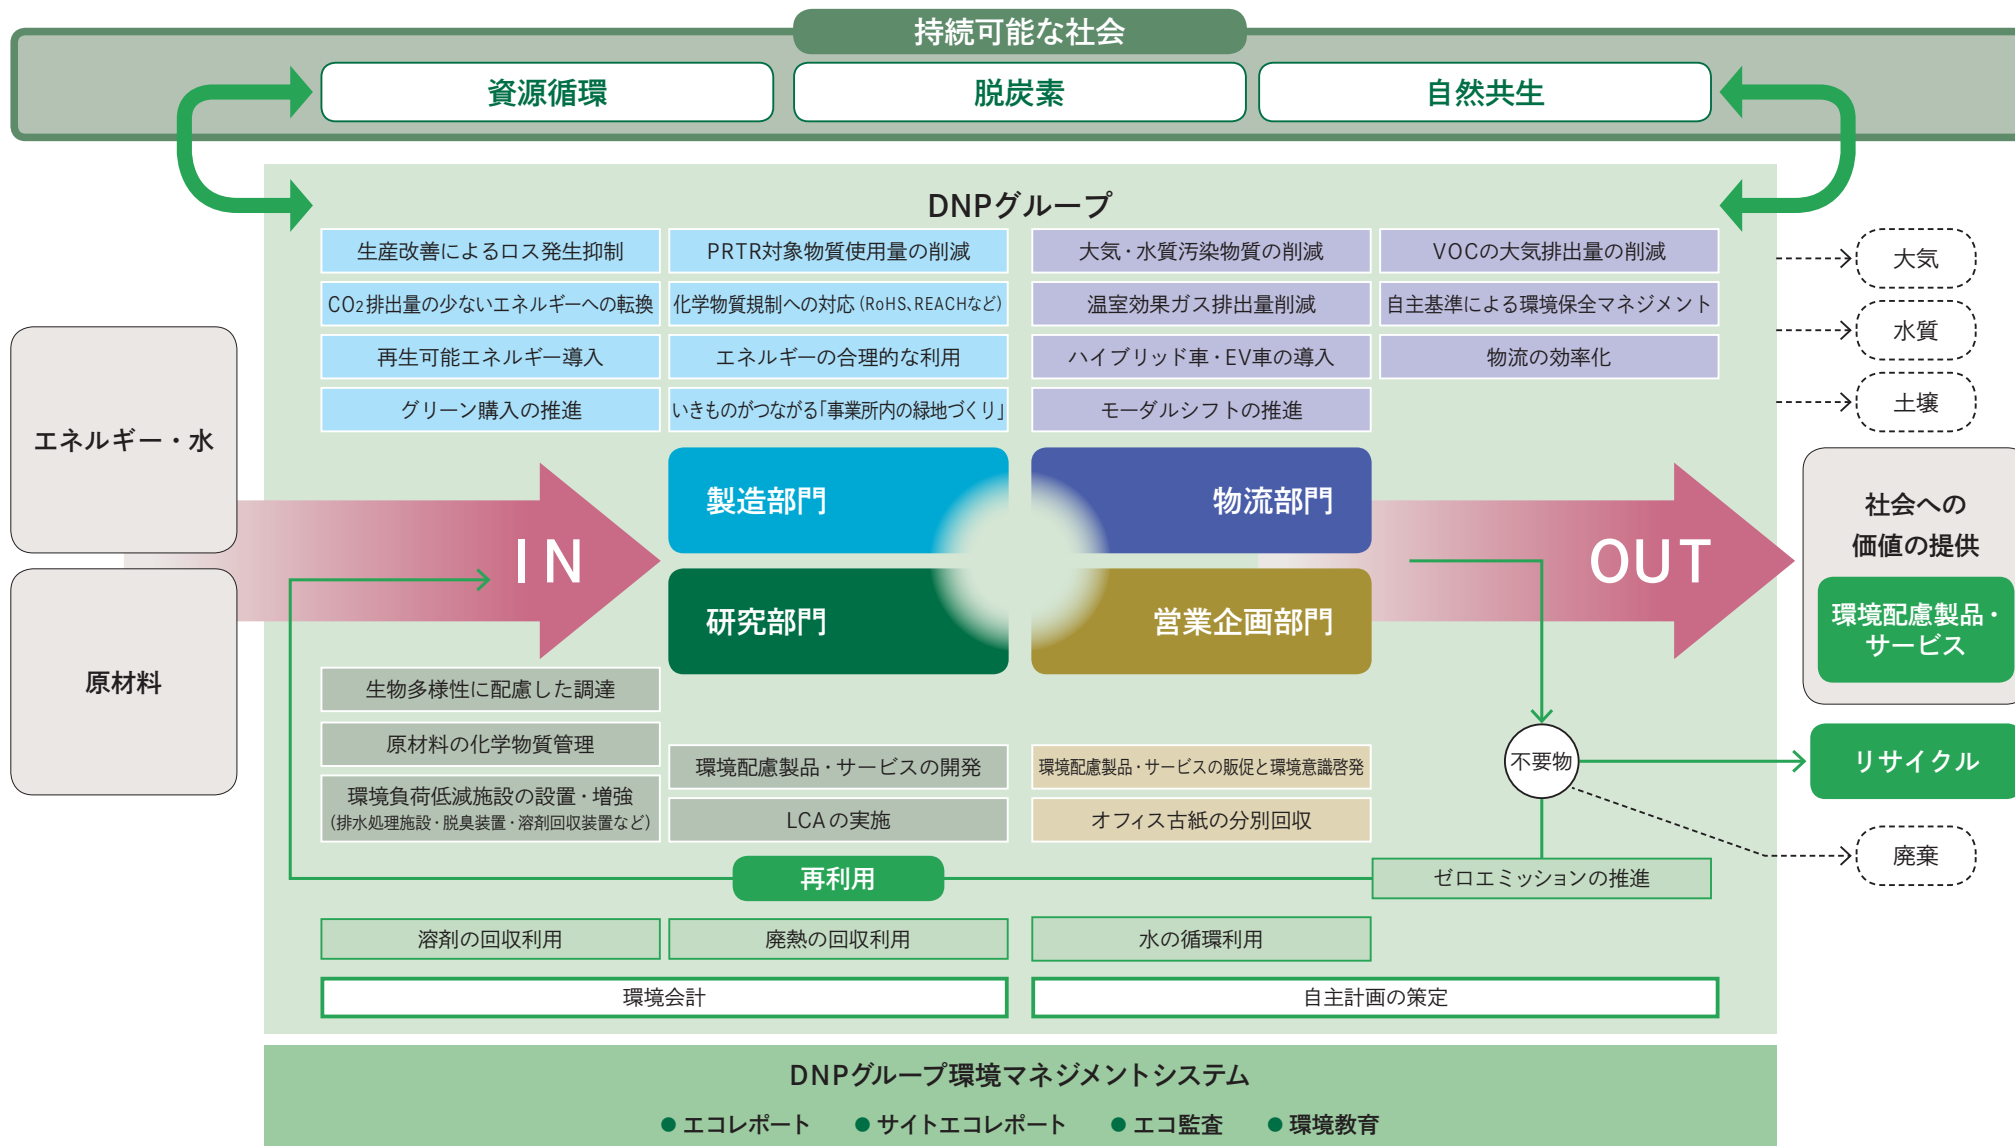 持続可能な社会
資源循環
脱炭素
自然共生
DNPグループ
生産改善によるロス発生抑制
PRTR対象物質使用量の削減
大気・水質汚染物質の削減
VOCの大気排出量の削減
CO2排出量の少ないエネルギーへの転換
化学物質規制への対応(RoHS、REACHなど)
温室効果ガス排出量削減
自主基準による環境保全マネジメント
再生可能エネルギー導入
エネルギーの合理的な利用
ハイブリッド車・EV車の導入
物流の効率化
グリーン購入の推進
いきものがつながる「事業所内の緑地づくり」
モーダルシフトの推進
大気
水質
土壌
エネルギー・水
原材料
IN
製造部門
物流部門
研究部門
営業企画部門
OUT
社会への
価値の提供
環境配慮製品・
サービス
生物多様性に配慮した調達
原材料の化学物質管理
環境負荷低減施設の設置・増強
(排水処理施設・脱臭装置・溶剤回収装置など)
環境配慮製品・サービスの開発
LCAの実施
環境配慮製品・サービスの販促と環境意識啓発
オフィス古紙の分別回収
不要物
リサイクル
廃棄
再利用
ゼロエミッションの推進
溶剤の回収利用
廃熱の回収利用
水の循環利用
環境会計
自主計画の策定
DNPグループ環境マネジメントシステム
●エコレポート ●サイトエコレポート ●エコ監査 ●環境教育